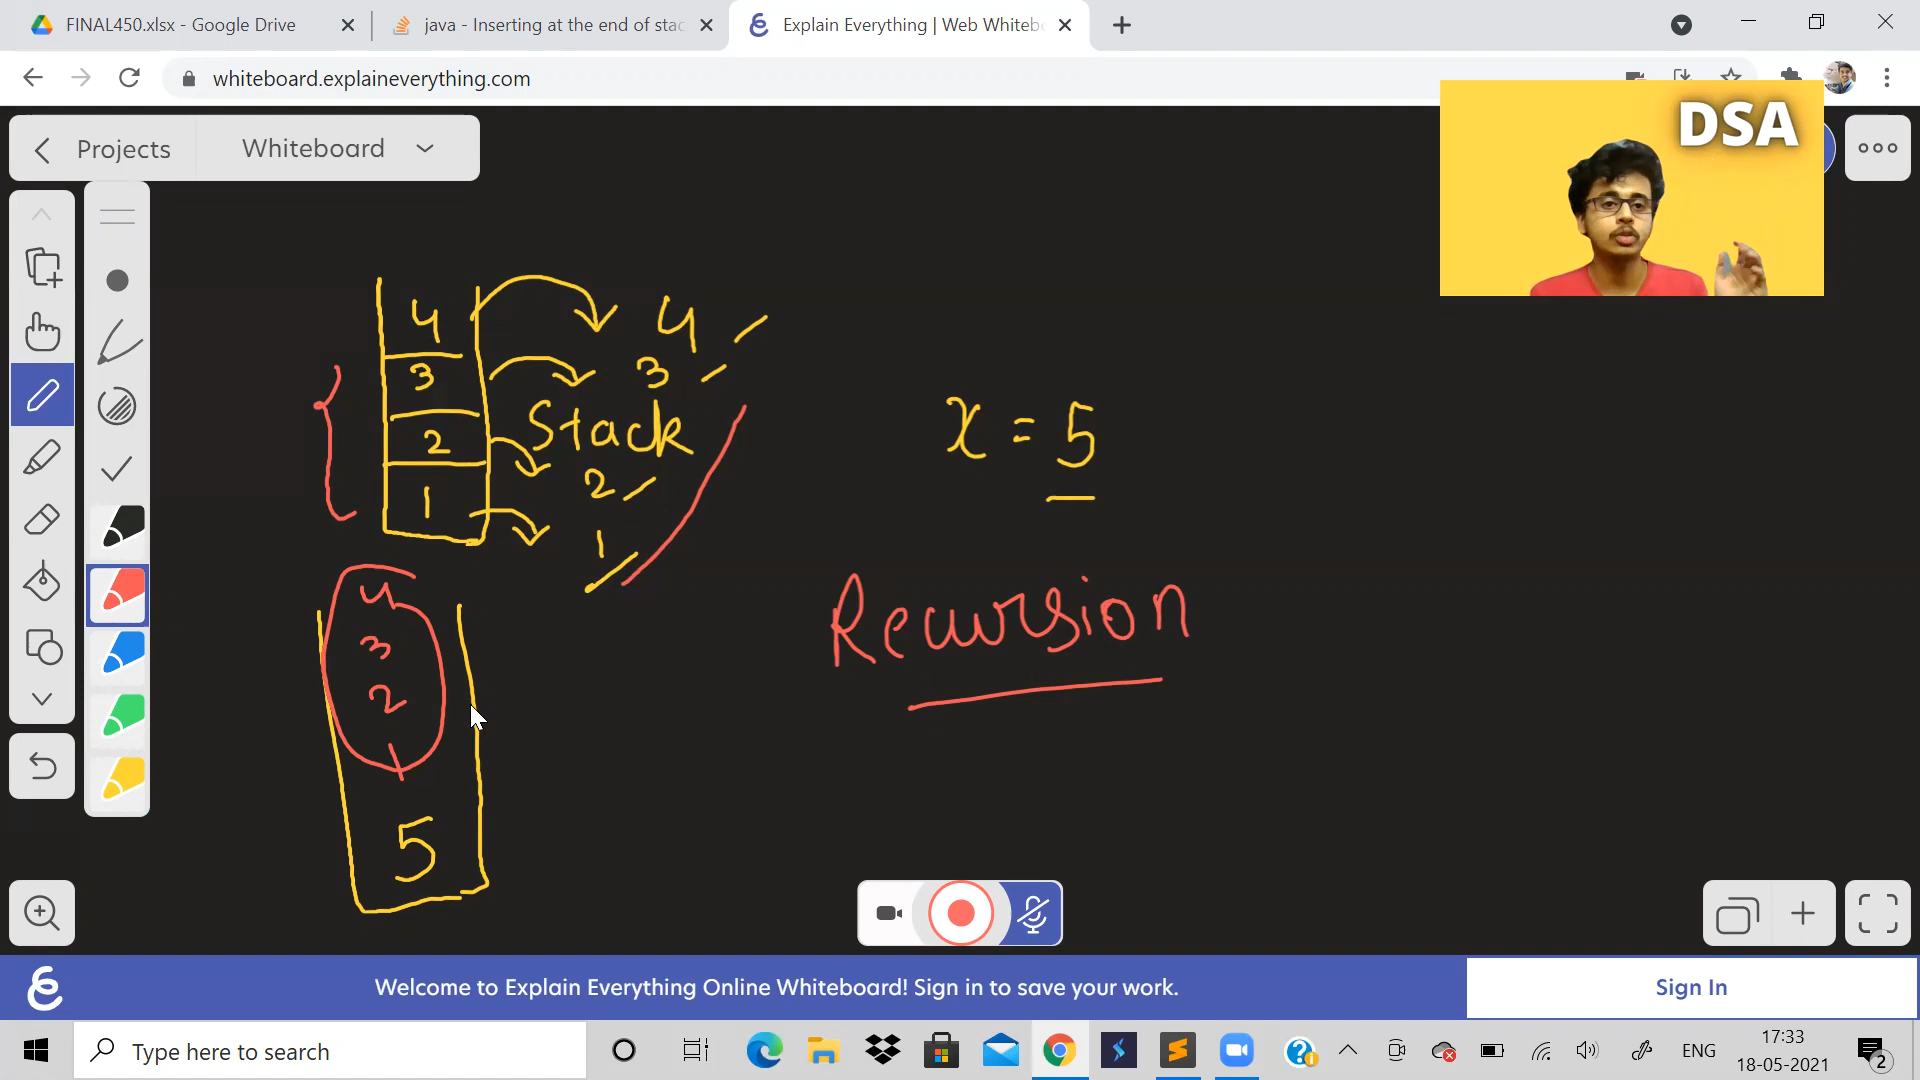 FINAL450.xlsx - Google Drive
java - Inserting at the end of stac
Explain Everything | Web Whitebo
whiteboard.explaineverything.com
DSA
Projects
Whiteboard
4 4
3 3
Stack
2 2
1 1
x = 5
4
3
2
1
5
Recursion
Welcome to Explain Everything Online Whiteboard! Sign in to save your work.
Sign In
Type here to search
ENG
17:33
18-05-2021
2